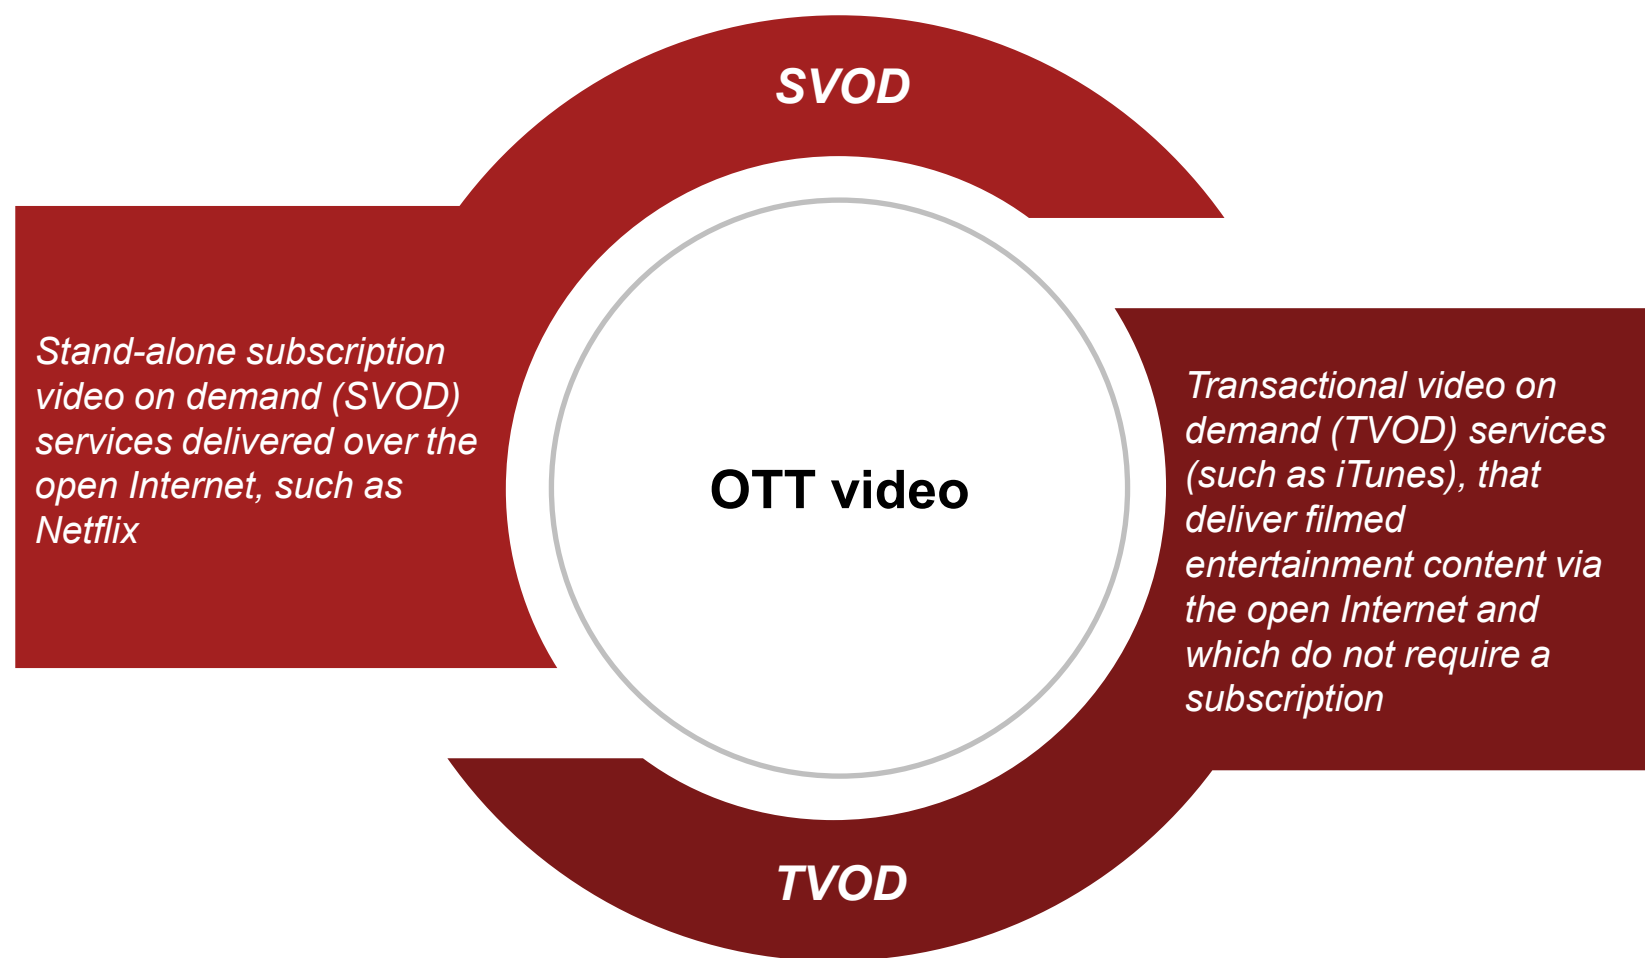 SVOD
Stand-alone subscription
video on demand (SVOD)
services delivered over the
open Internet, such as
Netflix
OTT video
Transactional video on
demand (TVOD) services
(such as iTunes), that
deliver filmed
entertainment content via
the open Internet and
which do not require a
subscription
TVOD